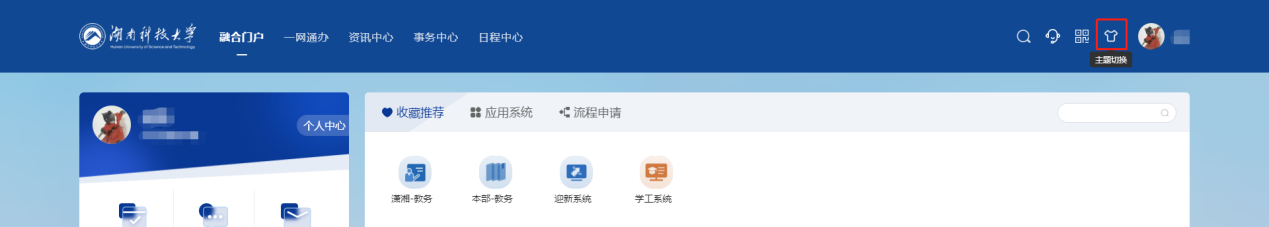 湖南科技大学
Hunan University of Science and Technology
融合门户 一网通办 资讯中心 事务中心 日程中心
主题切换
个人中心
收藏推荐 应用系统 流程申请
潇湘-教务 本部-教务 迎新系统 学工系统